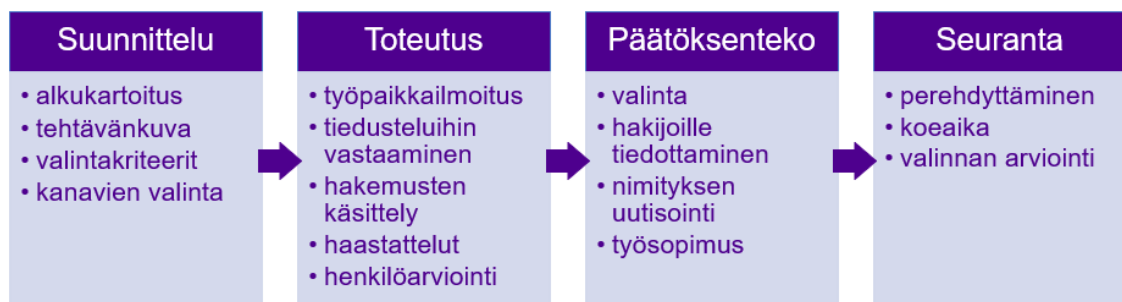 Suunnittelu
• alkukartoitus
• tehtävänkuva
• valintakriteerit
• kanavien valinta
Toteutus
• työpaikkailmoitus
• tiedusteluihin
vastaaminen
• hakemusten
käsittely
• haastattelut
• henkilöarviointi
Päätöksenteko
• valinta
• hakijoille
tiedottaminen
• nimityksen
uutisointi
• työsopimus
Seuranta
• perehdyttäminen
• koeaika
• valinnan arviointi